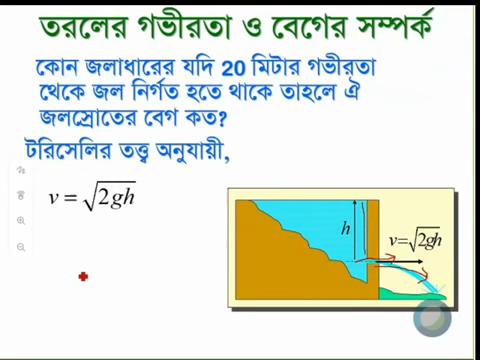 তরলের গভীরতা ও বেগের সম্পর্ক
কোন জলাধারের যদি 20 মিটার গভীরতা
থেকে জল নির্গত হতে থাকে তাহলে ঐ
জলস্রোতের বেগ কত?
টরিসেলির তত্ত্ব অনুযায়ী,
v = √2gh
h
v=√2gh